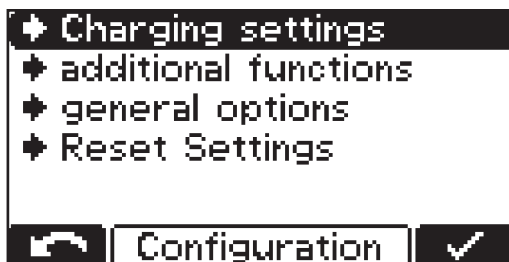 Charging settings
additional functions
general options
Reset Settings
Configuration